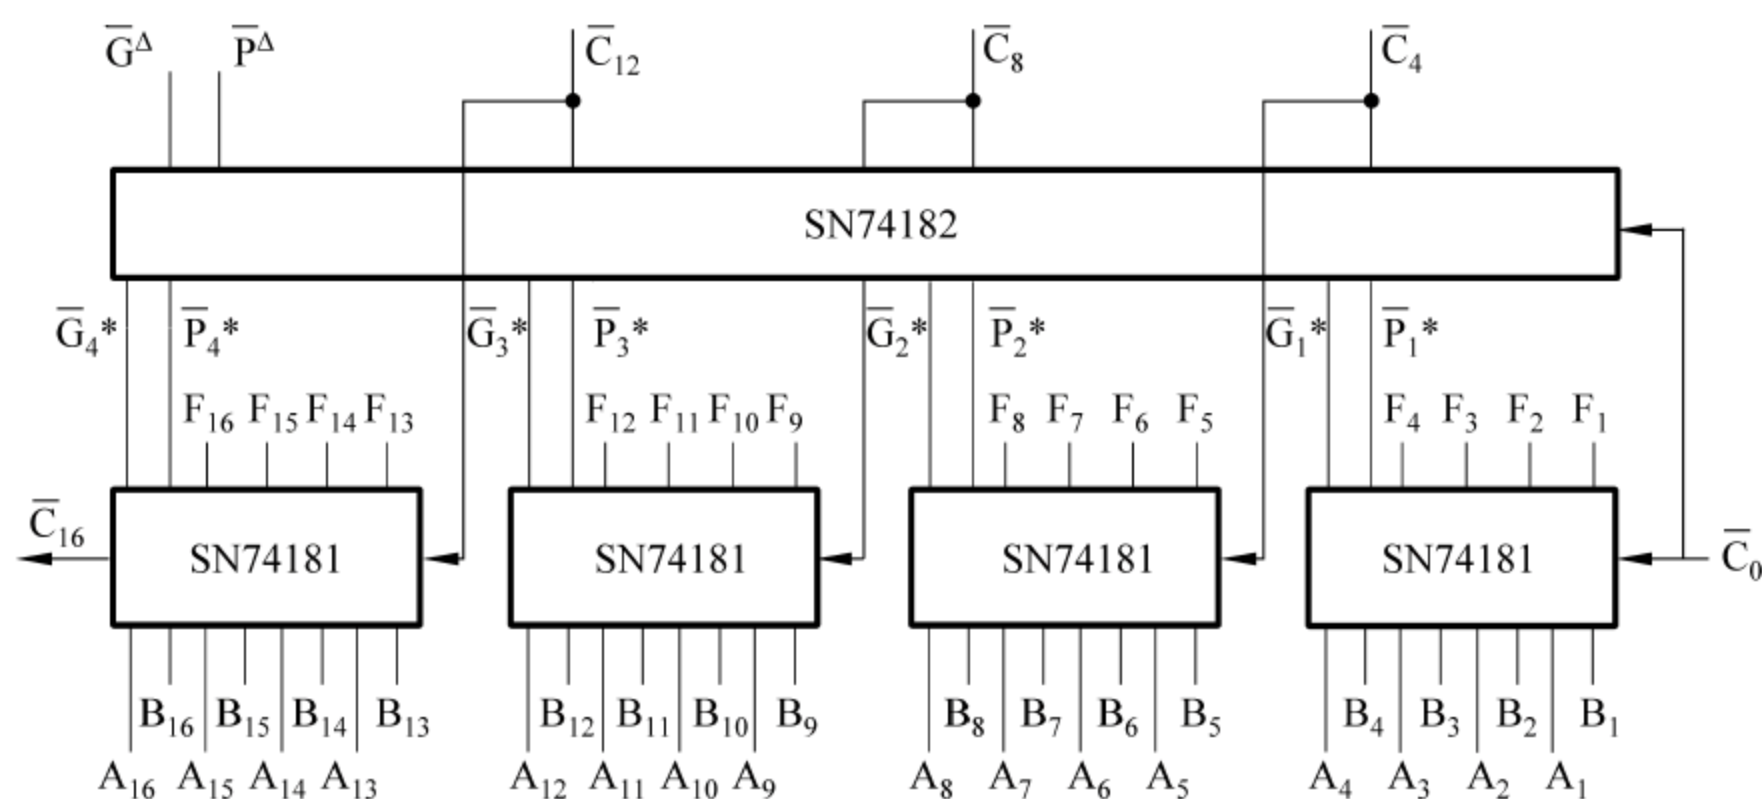 G̅^Δ P̅^Δ C̅₁₂ C̅₈ C̅₄
SN74182
G̅₄* P̅₄* G̅₃* P̅₃* G̅₂* P̅₂* G̅₁* P̅₁*
F₁₆ F₁₅ F₁₄ F₁₃ F₁₂ F₁₁ F₁₀ F₉ F₈ F₇ F₆ F₅ F₄ F₃ F₂ F₁
C̅₁₆ SN74181 SN74181 SN74181 SN74181 C̅₀
B₁₆ B₁₅ B₁₄ B₁₃ B₁₂ B₁₁ B₁₀ B₉ B₈ B₇ B₆ B₅ B₄ B₃ B₂ B₁
A₁₆ A₁₅ A₁₄ A₁₃ A₁₂ A₁₁ A₁₀ A₉ A₈ A₇ A₆ A₅ A₄ A₃ A₂ A₁